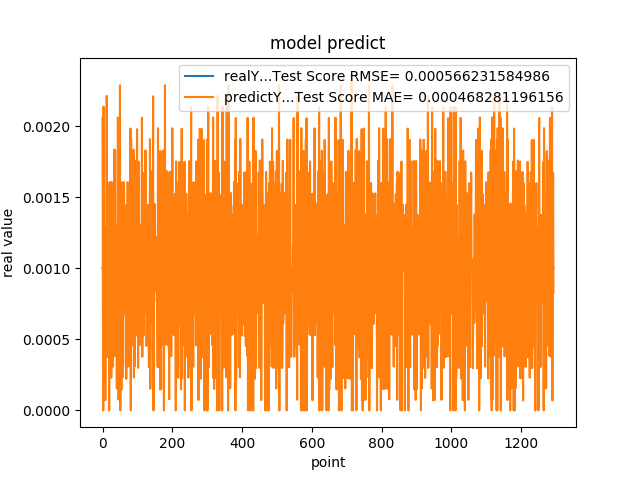 model predict
realY...Test Score RMSE= 0.000566231584986
predictY...Test Score MAE= 0.000468281196156
0.0020
0.0015
0.0010
0.0005
0.0000
real value
0 200 400 600 800 1000 1200
point